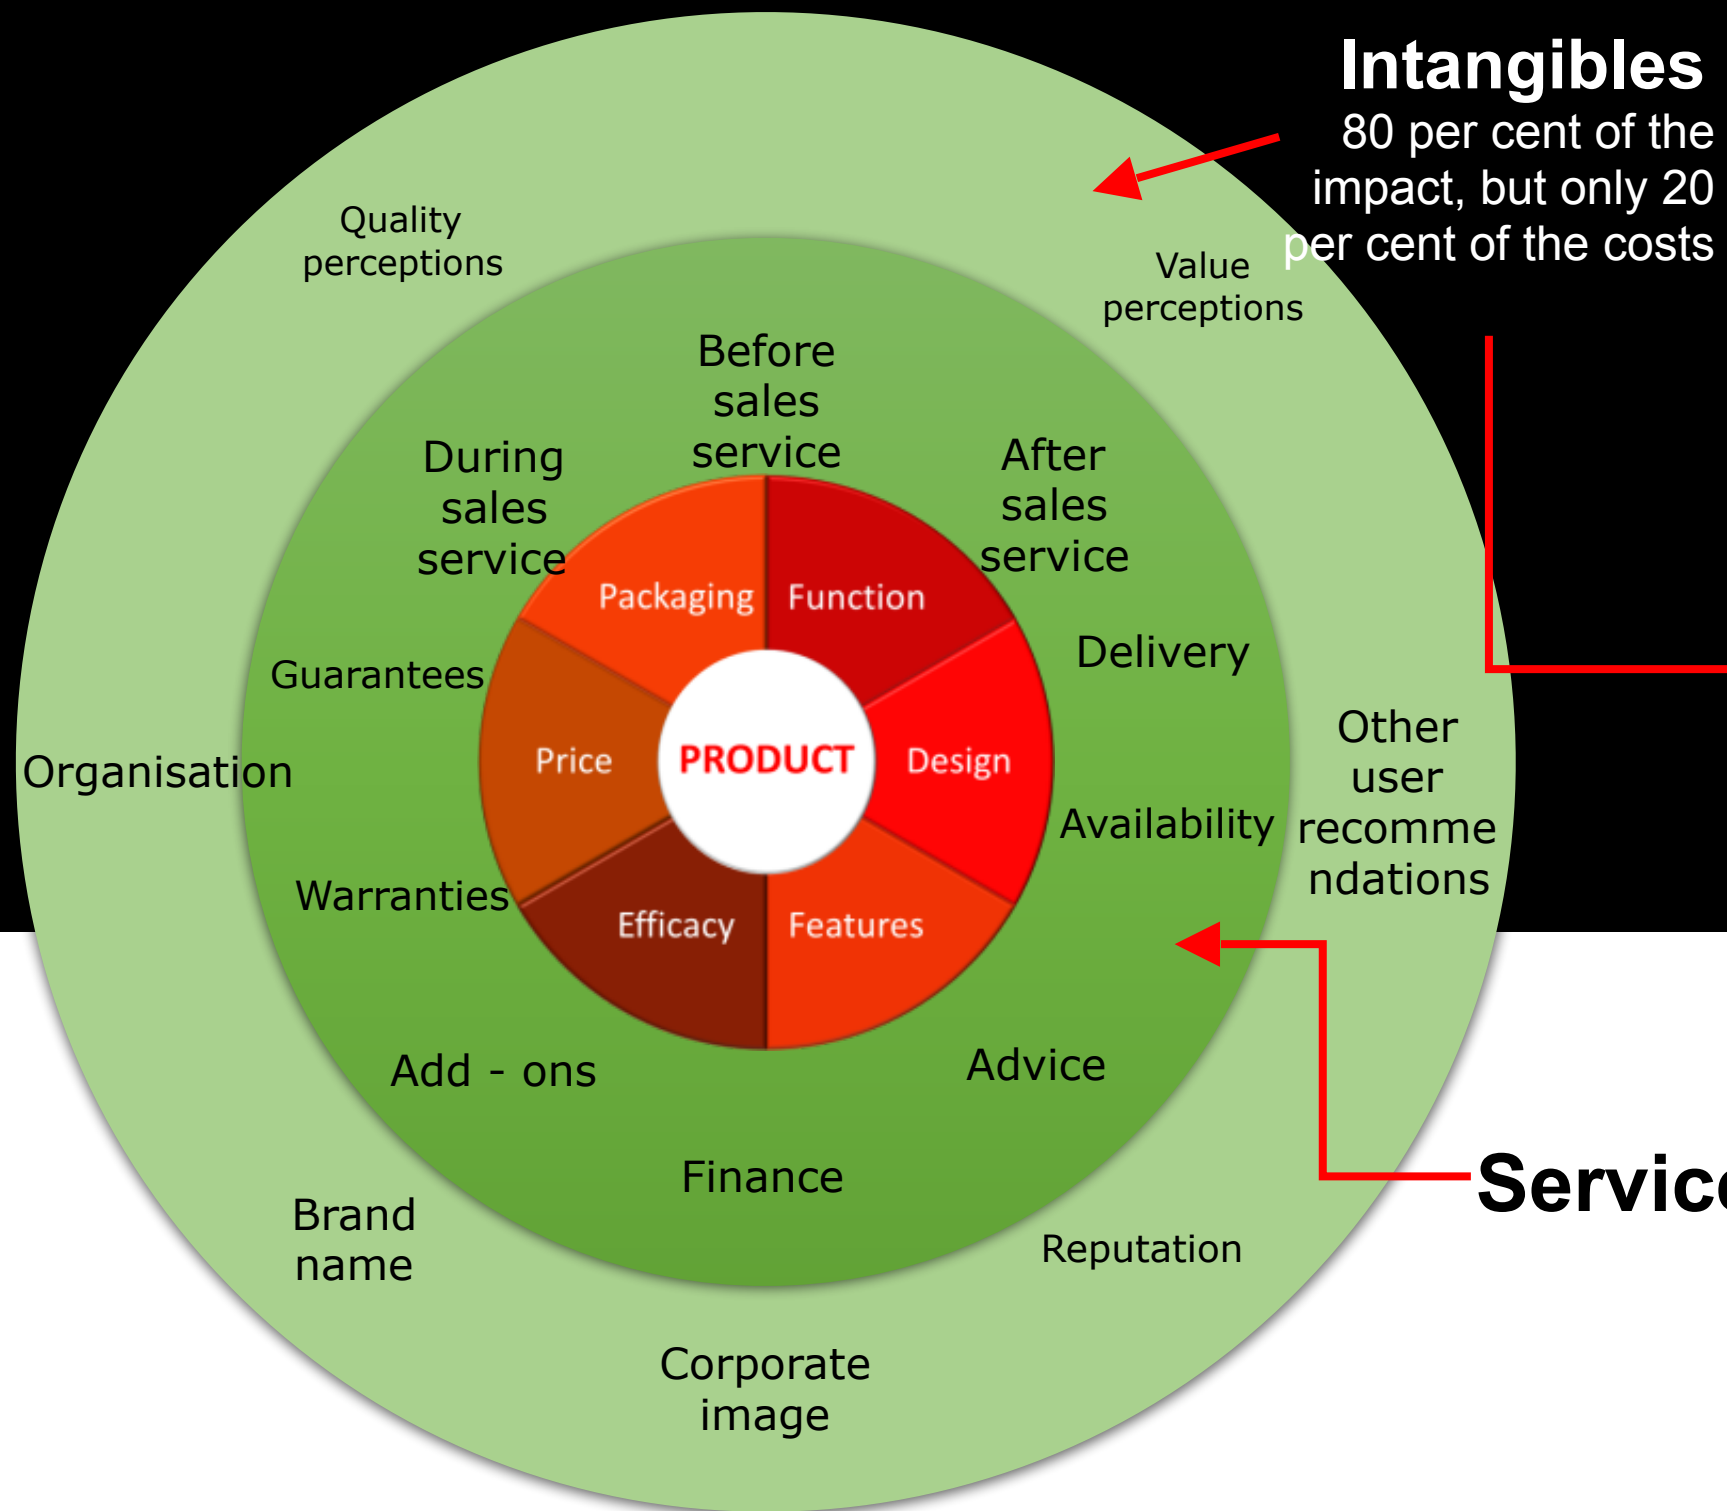 Intangibles
80 per cent of the
impact, but only 20
per cent of the costs
Quality
perceptions
Value
perceptions
Before
sales
service
During
sales
service
After
sales
service
Packaging
Function
Delivery
Guarantees
Other
user
recomme
ndations
Organisation
Price
PRODUCT
Design
Availability
Warranties
Efficacy
Features
Add - ons
Advice
Finance
Service
Brand
name
Reputation
Corporate
image